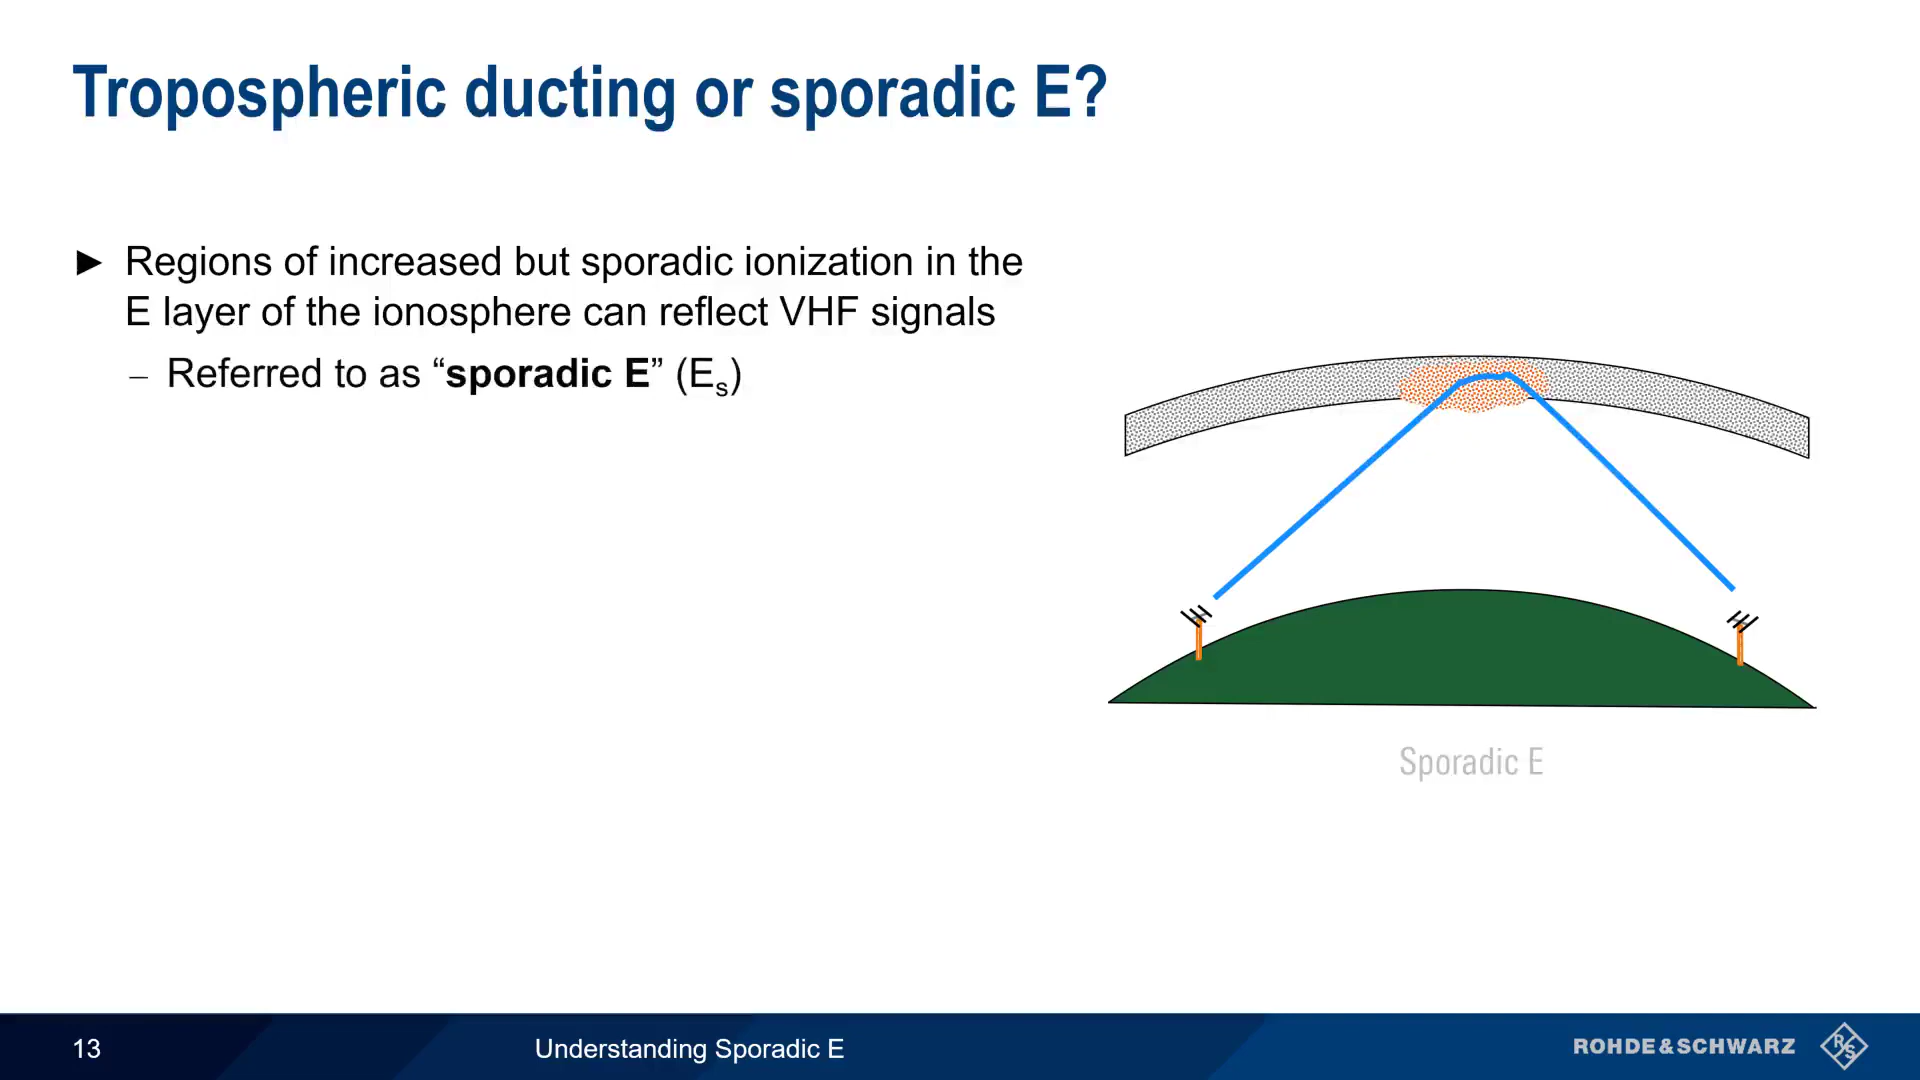 Tropospheric ducting or sporadic E?
► Regions of increased but sporadic ionization in the
E layer of the ionosphere can reflect VHF signals
– Referred to as “sporadic E” (Es)
Sporadic E
13
Understanding Sporadic E
ROHDE&SCHWARZ
R&S